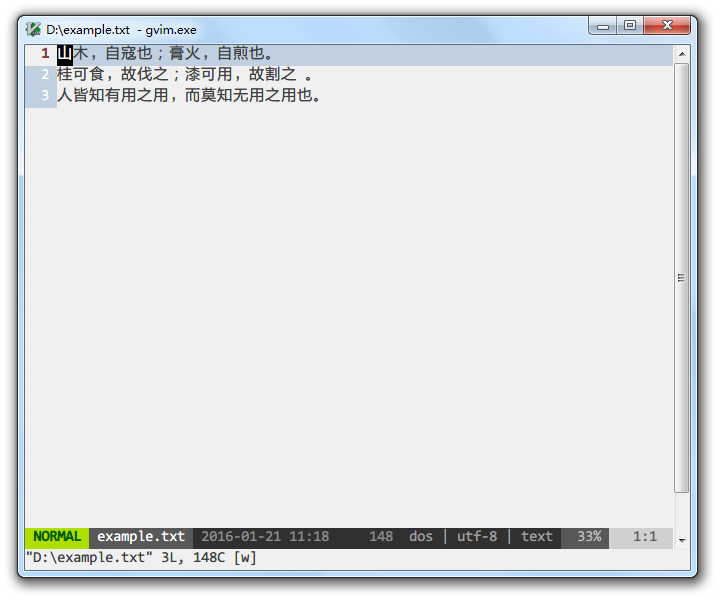 D:\example.txt - gvim.exe
1 山木，自寇也；膏火，自煎也。
2 桂可食，故伐之；漆可用，故割之 。
3 人皆知有用之用，而莫知无用之用也。
NORMAL example.txt 2016-01-21 11:18 148 dos | utf-8 | text 33% 1:1
"D:\example.txt" 3L, 148C [w]